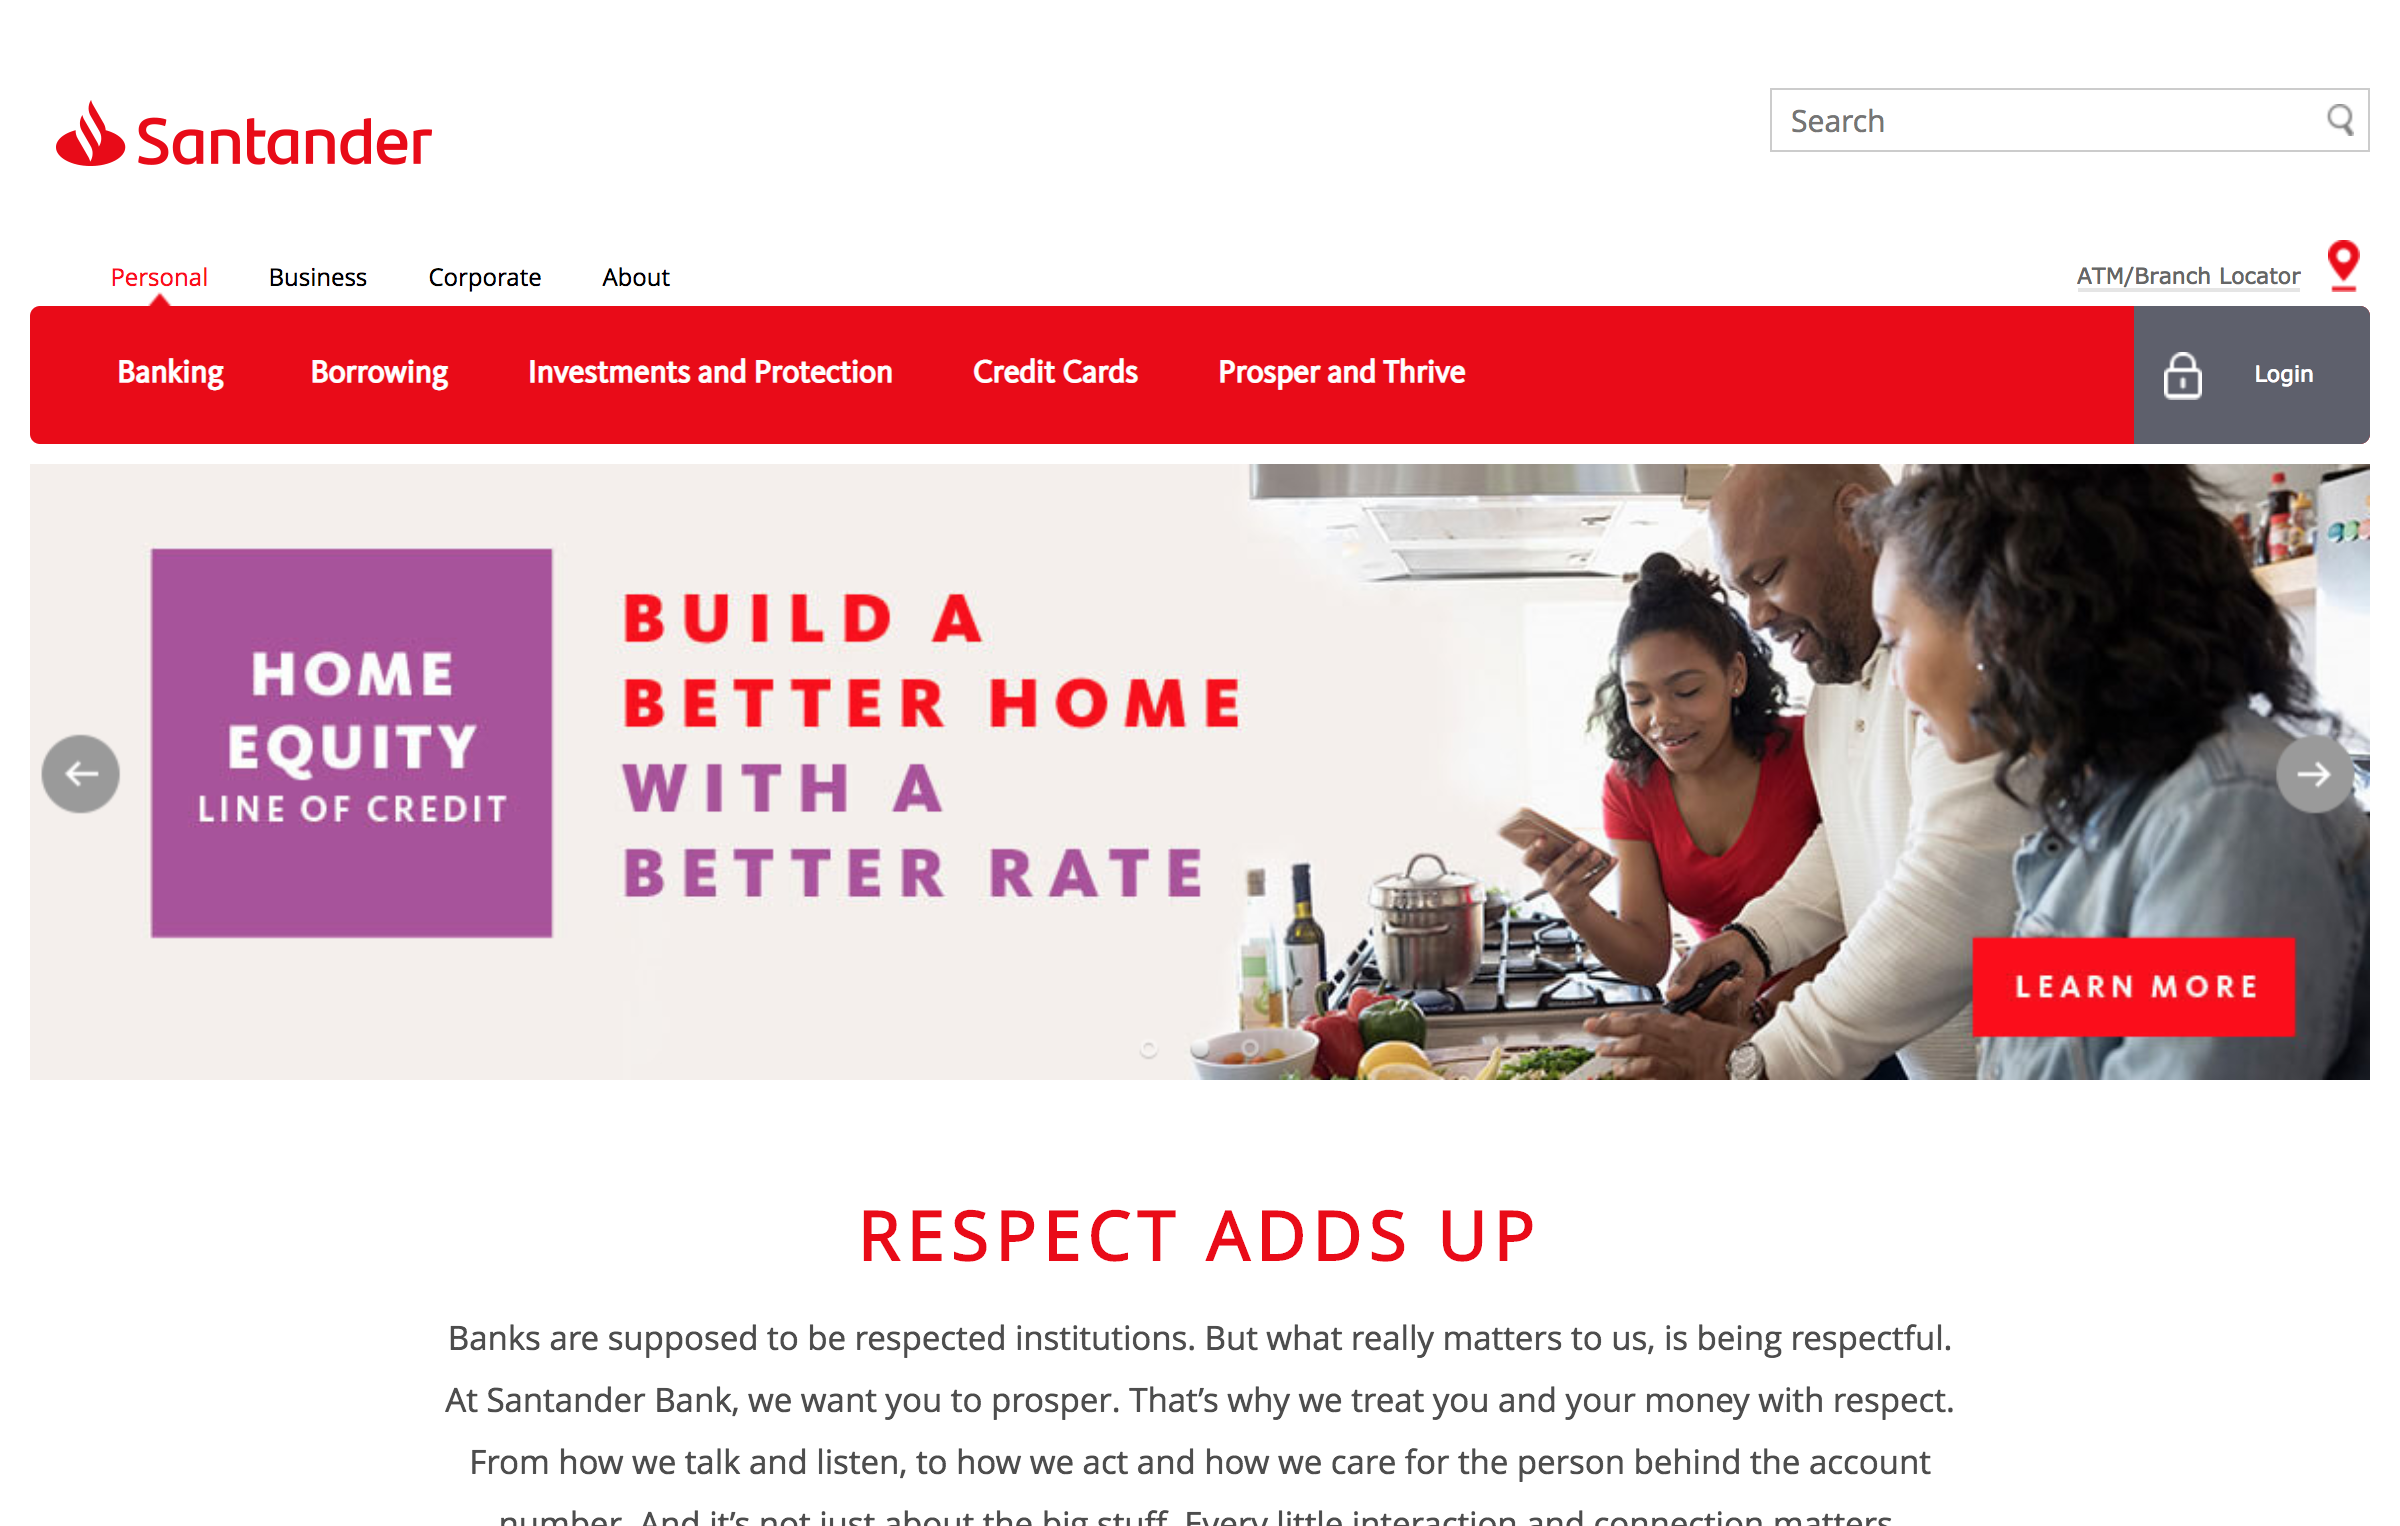 Santander
Search
Personal Business Corporate About
ATM/Branch Locator
Banking Borrowing Investments and Protection Credit Cards Prosper and Thrive
Login
HOME
EQUITY
LINE OF CREDIT
BUILD A
BETTER HOME
WITH A
BETTER RATE
LEARN MORE
RESPECT ADDS UP
Banks are supposed to be respected institutions. But what really matters to us, is being respectful.
At Santander Bank, we want you to prosper. That’s why we treat you and your money with respect.
From how we talk and listen, to how we act and how we care for the person behind the account
number. And it’s not just about the big stuff. Every little interaction and connection matters.